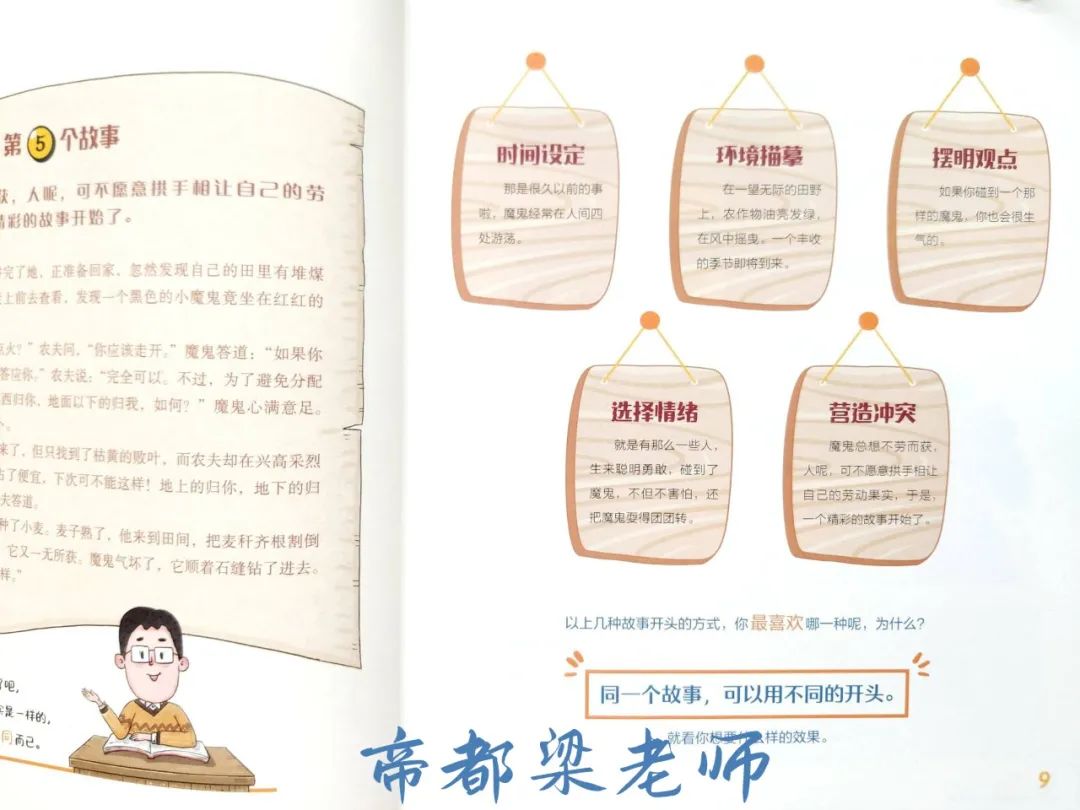 第5个故事
获，人呢，可不愿意拱手相让自己的劳
精彩的故事开始了。
完了地，正准备回家，忽然发现自己的田里有堆煤
上前去查看，发现一个黑色的小魔鬼竟坐在红红的
点火？”农夫问，“你应该走开。”魔鬼答道：“如果你
答应你。”农夫说：“完全可以。不过，为了避免分配
西归你，地面以下的归我，如何？”魔鬼心满意足。
来了，但只找到了枯黄的败叶，而农夫却在兴高采烈
占了便宜，下次可不能这样！地上的归你，地下的归
夫答道。
种了小麦。麦子熟了，他来到田间，把麦秆齐根割倒
它又一无所获。魔鬼气坏了，它顺着石缝钻了进去。
样。”
吧，
是一样的，
同而已。
时间设定
那是很久以前的事
啦，魔鬼经常在人间四
处游荡。
环境描摹
在一望无际的田野
上，农作物油亮发绿，
在风中摇曳。一个丰收
的季节即将到来。
摆明观点
如果你碰到一个那
样的魔鬼，你也会很生
气的。
选择情绪
就是有那么一些人，
生来聪明勇敢，碰到了
魔鬼，不但不害怕，还
把魔鬼耍得团团转。
营造冲突
魔鬼总想不劳而获，
人呢，可不愿意拱手相让
自己的劳动果实，于是，
一个精彩的故事开始了。
以上几种故事开头的方式，你最喜欢哪一种呢，为什么？
同一个故事，可以用不同的开头。
就看你想要什么样的效果。
帝都梁老师
9